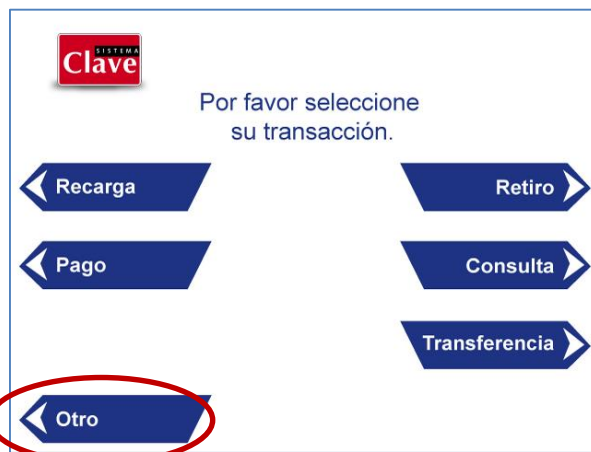 SISTEMA
Clave
Por favor seleccione
su transacción.
Recarga
Retiro
Pago
Consulta
Transferencia
Otro